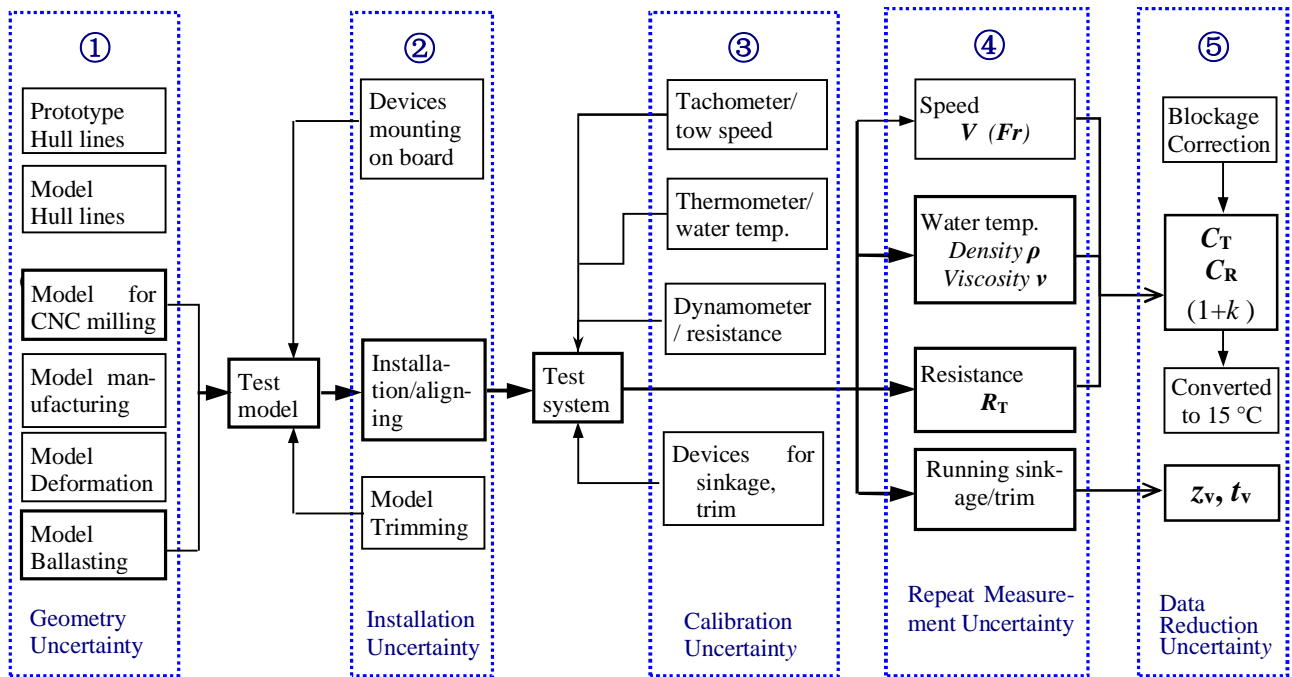 ①
Prototype
Hull lines
Model
Hull lines
Model for
CNC milling
Model man-
ufacturing
Model
Deformation
Model
Ballasting
Geometry
Uncertainty
Test
model
②
Devices
mounting
on board
Installa-
tion/align-
ing
Model
Trimming
Installation
Uncertainty
Test
system
③
Tachometer/
tow speed
Thermometer/
water temp.
Dynamometer
/ resistance
Devices for
sinkage,
trim
Calibration
Uncertainty
④
Speed
V (Fr)
Water temp.
Density ρ
Viscosity ν
Resistance
R_T
Running sink-
age/trim
Repeat Measure-
ment Uncertainty
⑤
Blockage
Correction
C_T
C_R
(1+k )
Converted
to 15 °C
z_v, t_v
Data
Reduction
Uncertainty